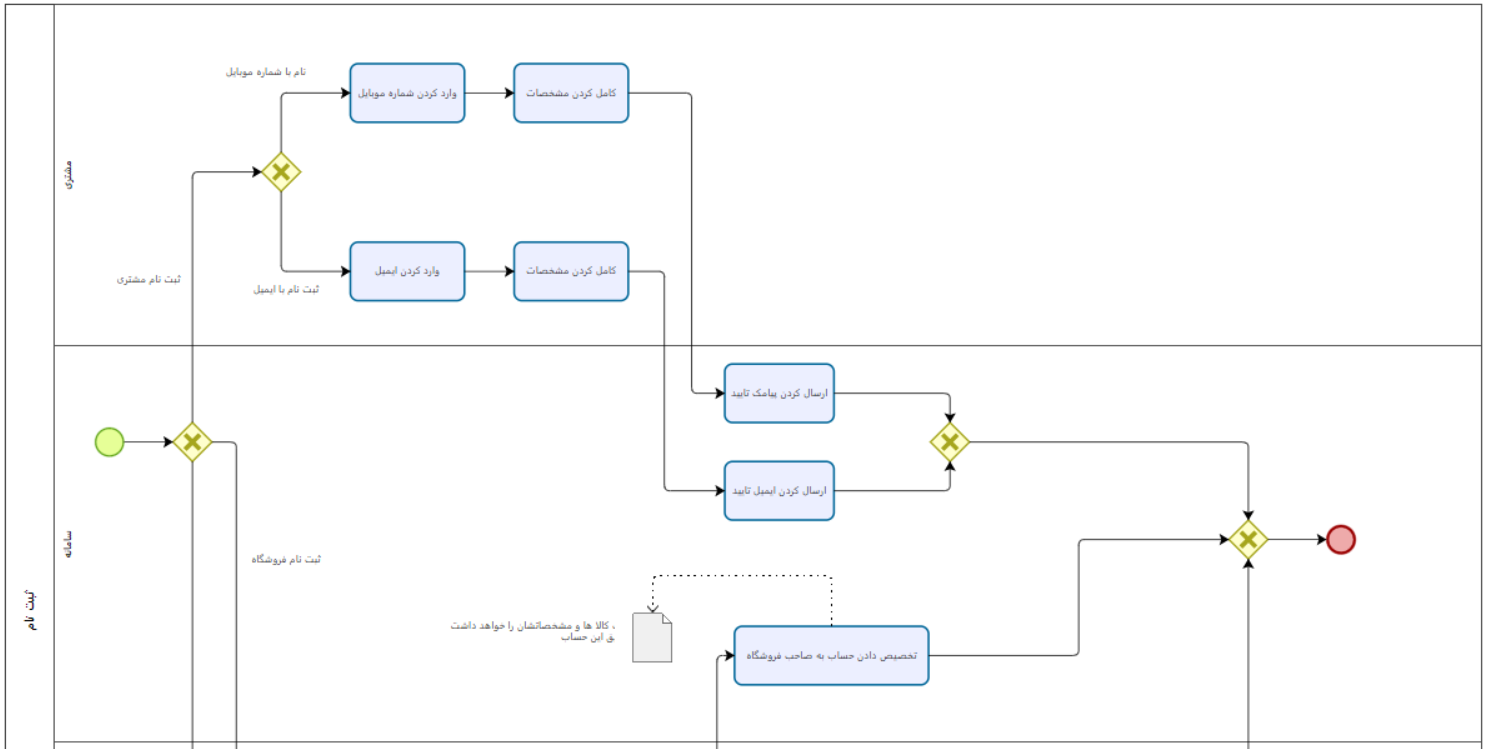 ثبت نام
مشتری
نام با شماره موبایل
وارد کردن شماره موبایل
کامل کردن مشخصات
ثبت نام مشتری
ثبت نام با ایمیل
وارد کردن ایمیل
کامل کردن مشخصات
سامانه
ارسال کردن پیامک تایید
ارسال کردن ایمیل تایید
ثبت نام فروشگاه
کالا ها و مشخصاتشان را خواهد داشت
این حساب
تخصیص دادن حساب به صاحب فروشگاه